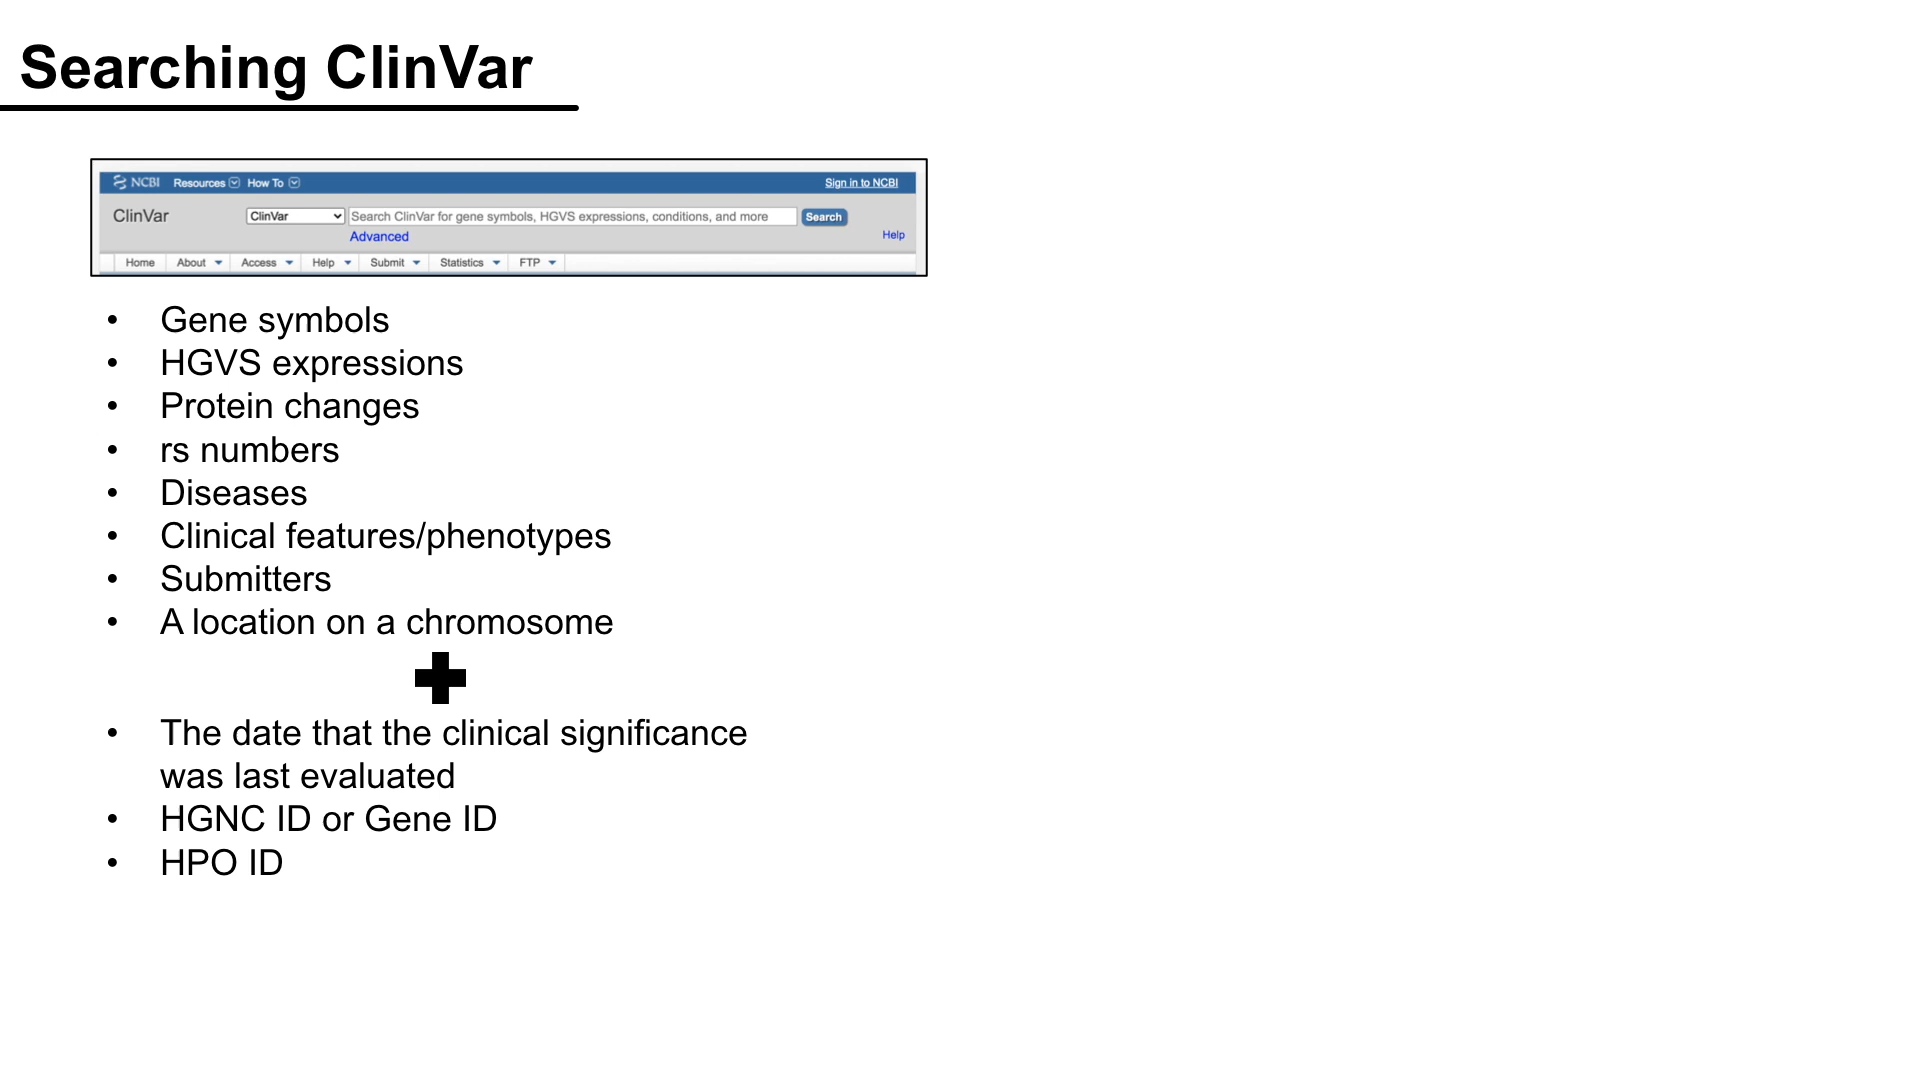 Searching ClinVar
NCBI Resources How To Sign in to NCBI
ClinVar ClinVar Search ClinVar for gene symbols, HGVS expressions, conditions, and more Search
Advanced Help
Home About Access Help Submit Statistics FTP
• Gene symbols
• HGVS expressions
• Protein changes
• rs numbers
• Diseases
• Clinical features/phenotypes
• Submitters
• A location on a chromosome
• The date that the clinical significance
was last evaluated
• HGNC ID or Gene ID
• HPO ID